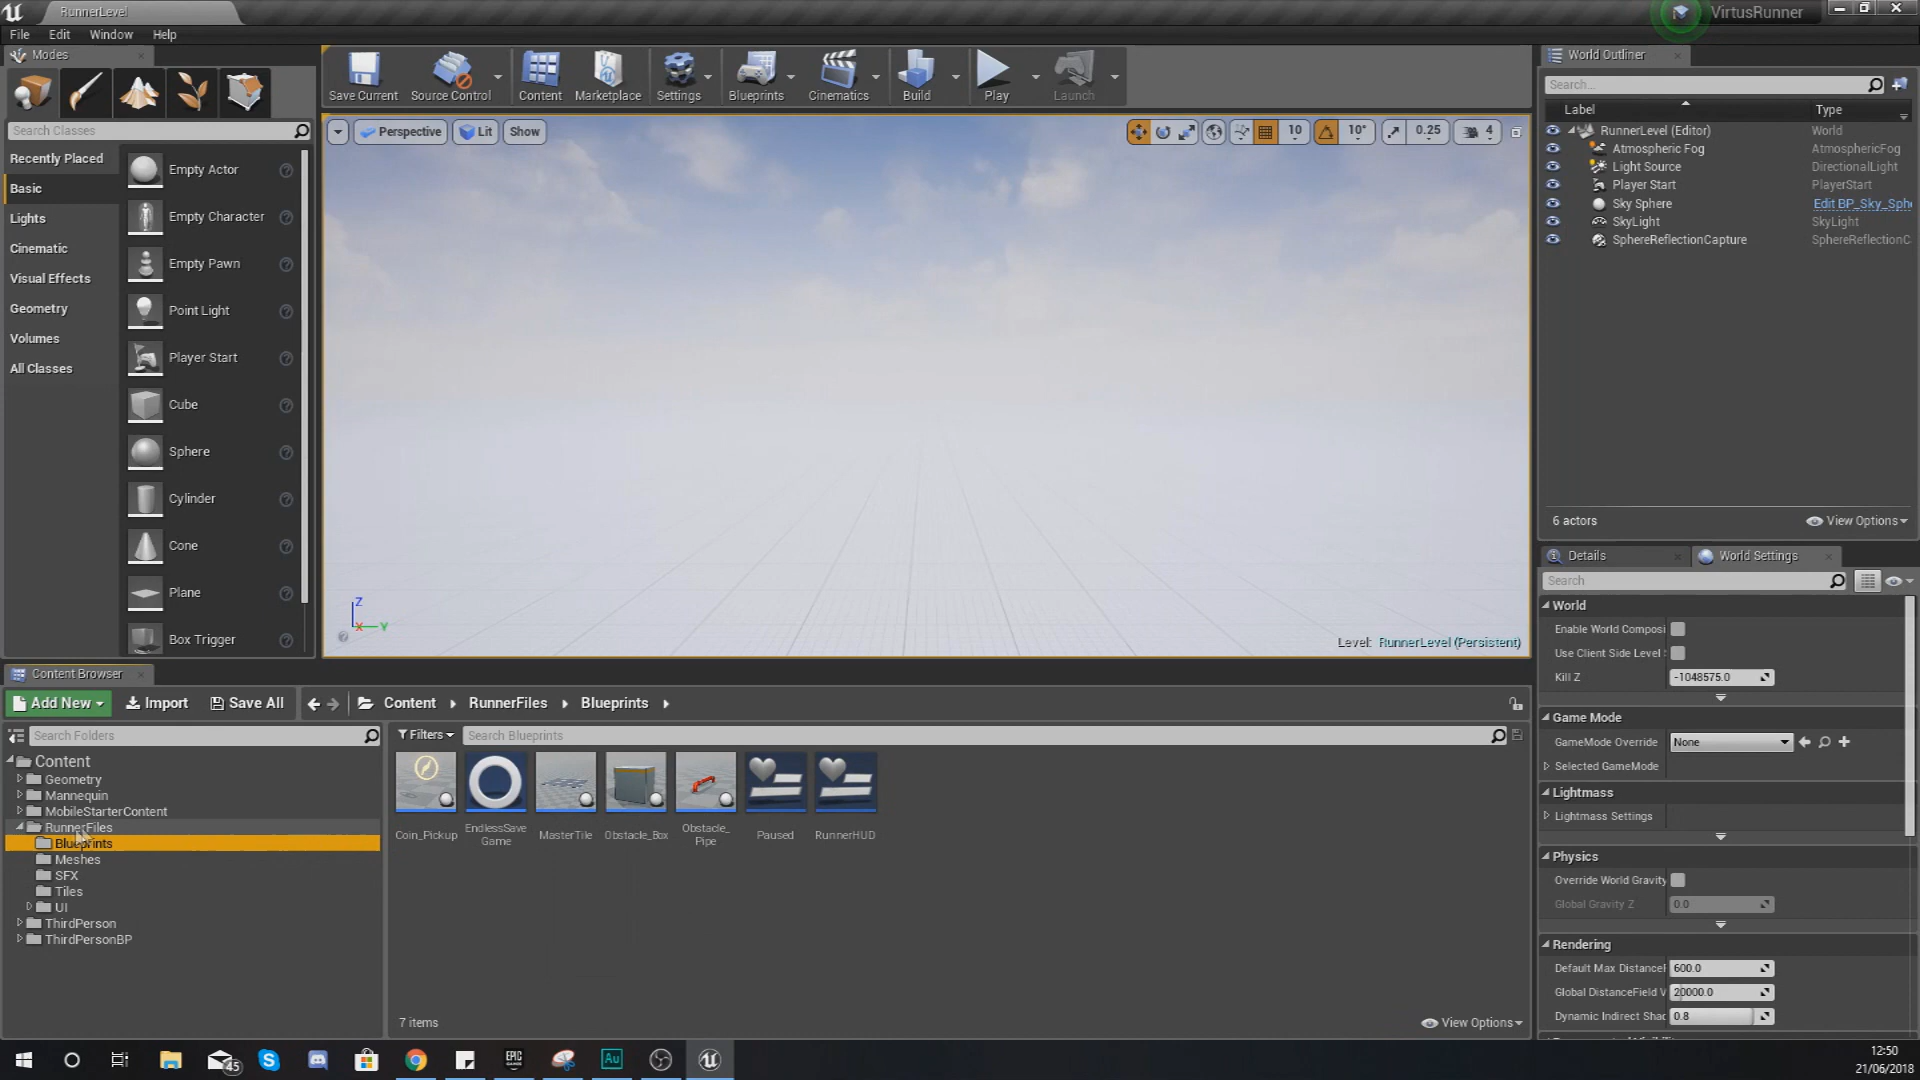 RunnerLevel
VirtusRunner
File Edit Window Help
Modes
Save Current
Source Control
Content
Marketplace
Settings
Blueprints
Cinematics
Build
Play
Launch
Search Classes
Recently Placed
Basic
Lights
Cinematic
Visual Effects
Geometry
Volumes
All Classes
Empty Actor
Empty Character
Empty Pawn
Point Light
Player Start
Cube
Sphere
Cylinder
Cone
Plane
Box Trigger
Perspective Lit Show
10 10° 0.25 4
Z
X Y
Level: RunnerLevel (Persistent)
World Outliner
Search...
Label Type
RunnerLevel (Editor) World
Atmospheric Fog AtmosphericFog
Light Source DirectionalLight
Player Start PlayerStart
Sky Sphere Edit BP_Sky_Sphe
SkyLight SkyLight
SphereReflectionCapture SphereReflectionC
6 actors View Options
Details World Settings
Search
World
Enable World Composi
Use Client Side Level
Kill Z -1048575.0
Game Mode
GameMode Override None
Selected GameMode
Lightmass
Lightmass Settings
Physics
Override World Gravity
Global Gravity Z 0.0
Rendering
Default Max DistanceF 600.0
Global DistanceField V 20000.0
Dynamic Indirect Shad 0.8
Content Browser
Add New Import Save All Content RunnerFiles Blueprints
Search Folders
Filters Search Blueprints
Content
Geometry
Mannequin
MobileStarterContent
RunnerFiles
Blueprints
Meshes
SFX
Tiles
UI
ThirdPerson
ThirdPersonBP
Coin_Pickup
EndlessSave
Game
MasterTile
Obstacle_Box
Obstacle_
Pipe
Paused
RunnerHUD
7 items View Options
45
EPIC
GAMES
Au
12:50
21/06/2018